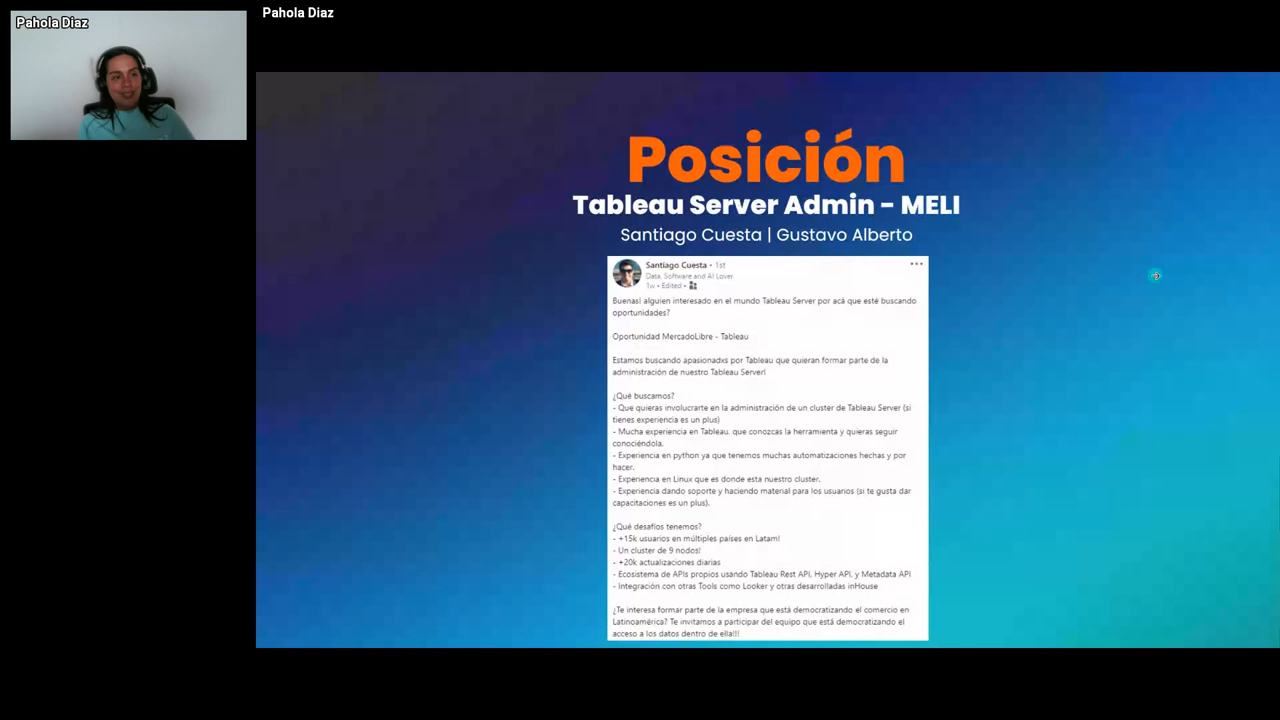 Pahola Diaz
Pahola Diaz
Posición
Tableau Server Admin - MELI
Santiago Cuesta | Gustavo Alberto
Santiago Cuesta • 1st
Data, Software and AI Lover
1w • Edited •
Buenas! alguien interesado en el mundo Tableau Server por acá que esté buscando
oportunidades?
Oportunidad MercadoLibre - Tableau
Estamos buscando apasionadxs por Tableau que quieran formar parte de la
administración de nuestro Tableau Server!
¿Qué buscamos?
- Que quieras involucrarte en la administración de un cluster de Tableau Server (si
tienes experiencia es un plus)
- Mucha experiencia en Tableau, que conozcas la herramienta y quieras seguir
conociéndola.
- Experiencia en python ya que tenemos muchas automatizaciones hechas y por
hacer.
- Experiencia en Linux que es donde esta nuestro cluster.
- Experiencia dando soporte y haciendo material para los usuarios (si te gusta dar
capacitaciones es un plus).
¿Qué desafíos tenemos?
- +15k usuarios en múltiples países en Latam!
- Un cluster de 9 nodos!
- +20k actualizaciones diarias
- Ecosistema de APIs propios usando Tableau Rest API, Hyper API, y Metadata API
- Integración con otras Tools como Looker y otras desarrolladas inHouse
¿Te interesa formar parte de la empresa que está democratizando el comercio en
Latinoamérica? Te invitamos a participar del equipo que está democratizando el
acceso a los datos dentro de ella!!!